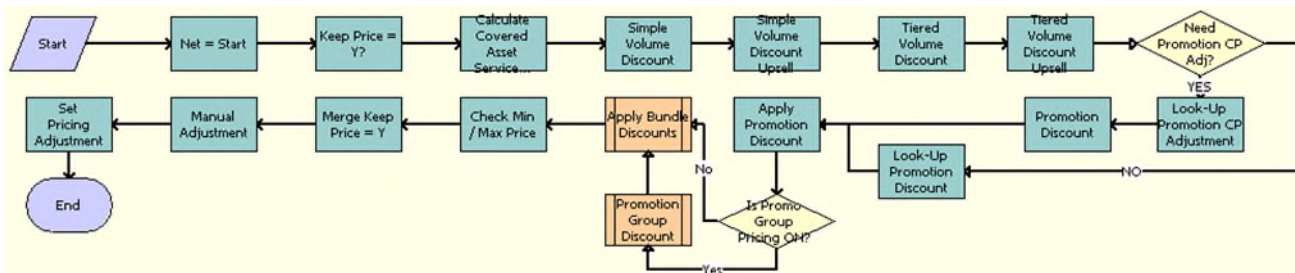 Start
Net = Start
Keep Price =
Y?
Calculate
Covered
Asset
Service...
Simple
Volume
Discount
Simple
Volume
Discount
Upsell
Tiered
Volume
Discount
Tiered
Volume
Discount
Upsell
Need
Promotion CP
Adj?
YES
Set
Pricing
Adjustment
Manual
Adjustment
Merge Keep
Price = Y
Check Min
/ Max Price
Apply Bundle
Discounts
Apply
Promotion
Discount
Promotion
Discount
Look-Up
Promotion CP
Adjustment
Look-Up
Promotion
Discount
NO
No
End
Promotion
Group
Discount
Is Promo
Group
Pricing ON?
Yes